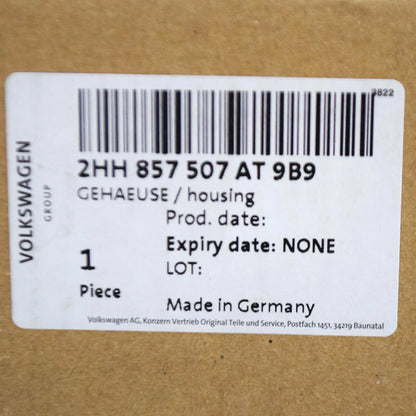 3822
VOLKSWAGEN
GROUP
2HH 857 507 AT 9B9
GEHAEUSE / housing
Prod. date:
Expiry date: NONE
1
LOT:
Piece
Made in Germany
Volkswagen AG, Konzern Vertrieb Original Teile und Service, Postfach 1451, 34219 Baunatal